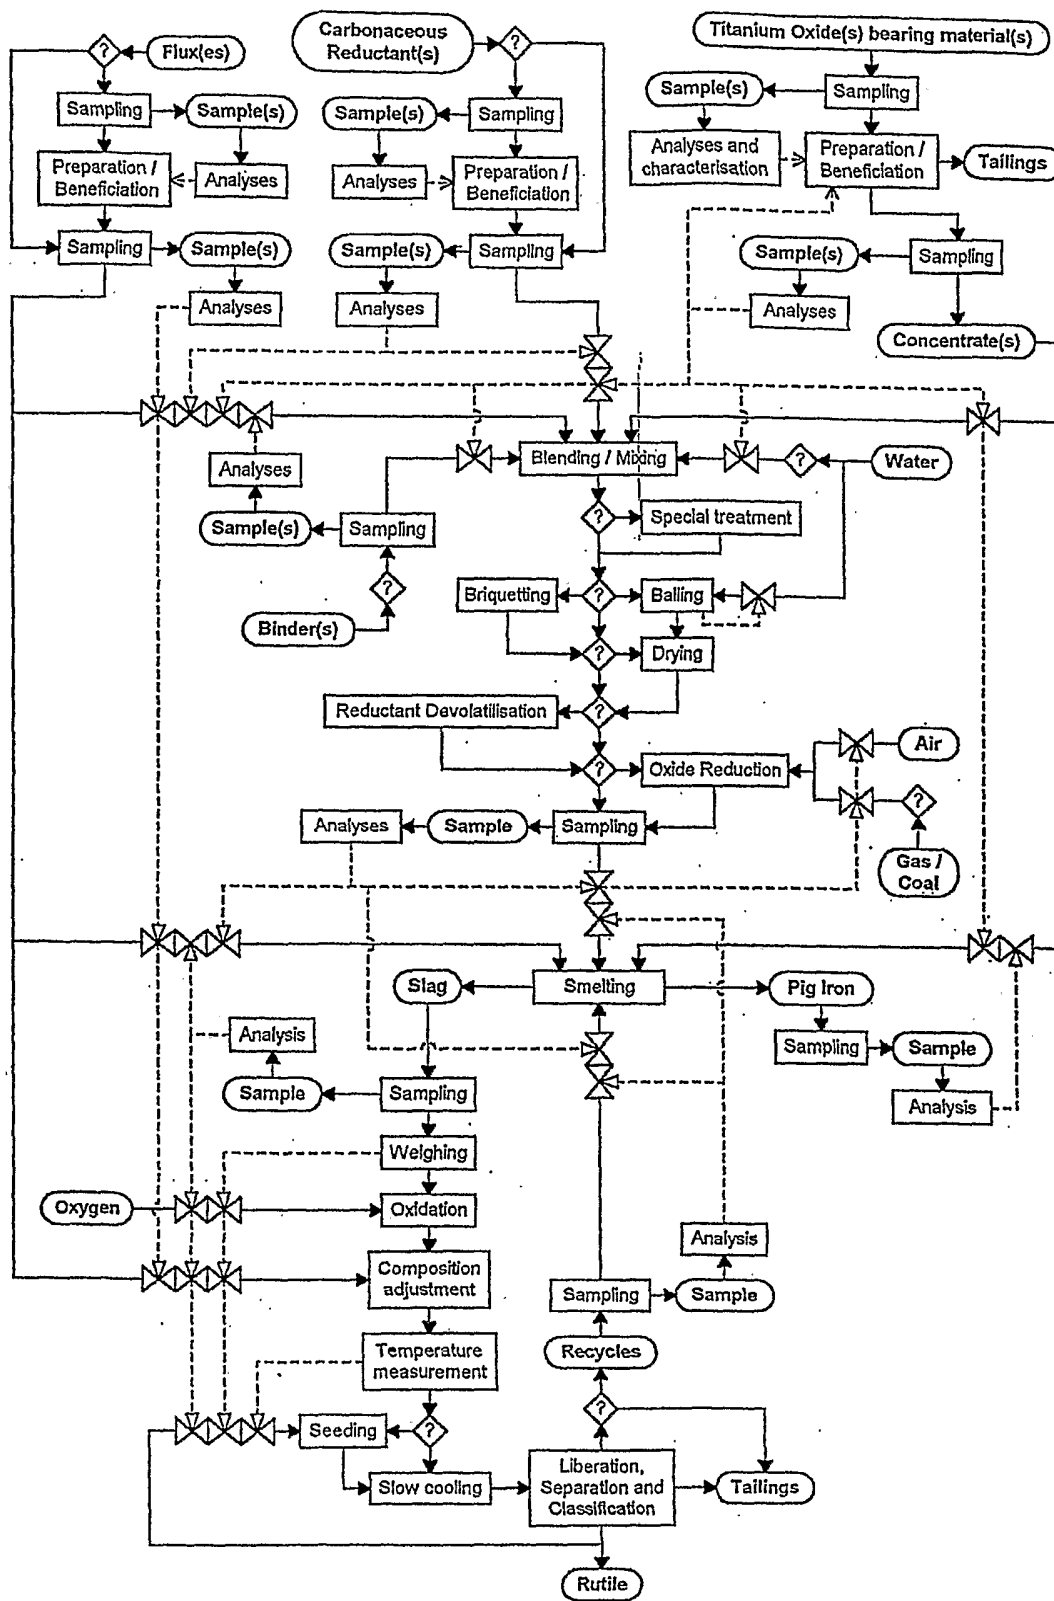 ?
Flux(es)
Carbonaceous
Reductant(s)
?
Titanium Oxide(s) bearing material(s)
Sampling
Sample(s)
Sample(s)
Sampling
Sample(s)
Sampling
Preparation /
Beneficiation
Analyses
Analyses
Preparation /
Beneficiation
Analyses and
characterisation
Preparation /
Beneficiation
Tailings
Sampling
Sample(s)
Sample(s)
Sampling
Sample(s)
Sampling
Analyses
Analyses
Analyses
Concentrate(s)
Analyses
Blending / Mixing
?
Water
Sample(s)
Sampling
?
Special treatment
?
Binder(s)
Briquetting
?
Balling
?
Drying
Reductant Devolatilisation
?
?
Oxide Reduction
Air
?
Gas /
Coal
Analyses
Sample
Sampling
Slag
Smelting
Pig Iron
Analysis
Sampling
Sample
Sample
Sampling
Analysis
Weighing
Oxygen
Oxidation
Analysis
Composition
adjustment
Sampling
Sample
Temperature
measurement
Recycles
Seeding
?
?
Slow cooling
Liberation,
Separation and
Classification
Tailings
Rutile